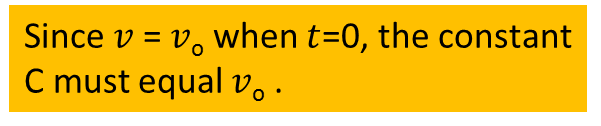 Since 𝑣 = 𝑣ₒ when 𝑡=0, the constant
C must equal 𝑣ₒ .